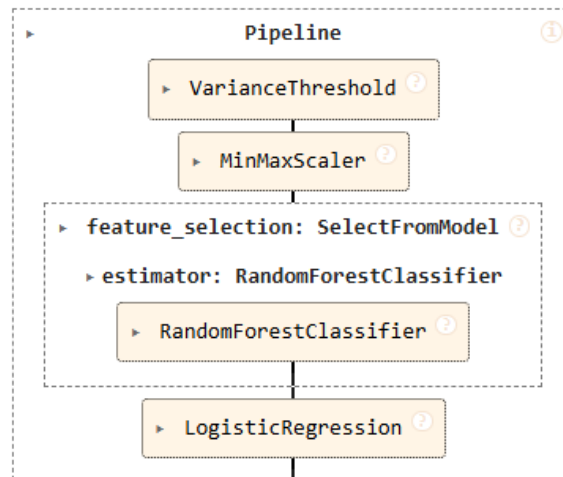 Pipeline
VarianceThreshold
MinMaxScaler
feature_selection: SelectFromModel
estimator: RandomForestClassifier
RandomForestClassifier
LogisticRegression